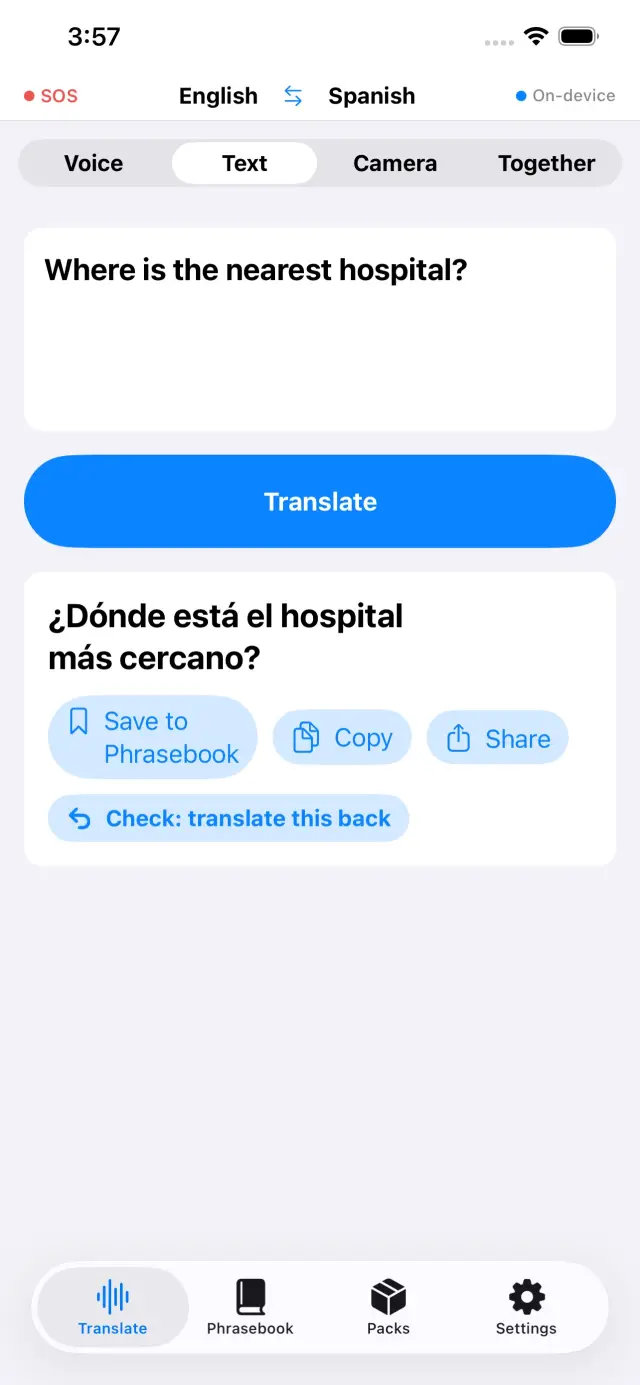 3:57
SOS
English
Spanish
On-device
Voice
Text
Camera
Together
Where is the nearest hospital?
Translate
¿Dónde está el hospital
más cercano?
Save to
Phrasebook
Copy
Share
Check: translate this back
Translate
Phrasebook
Packs
Settings